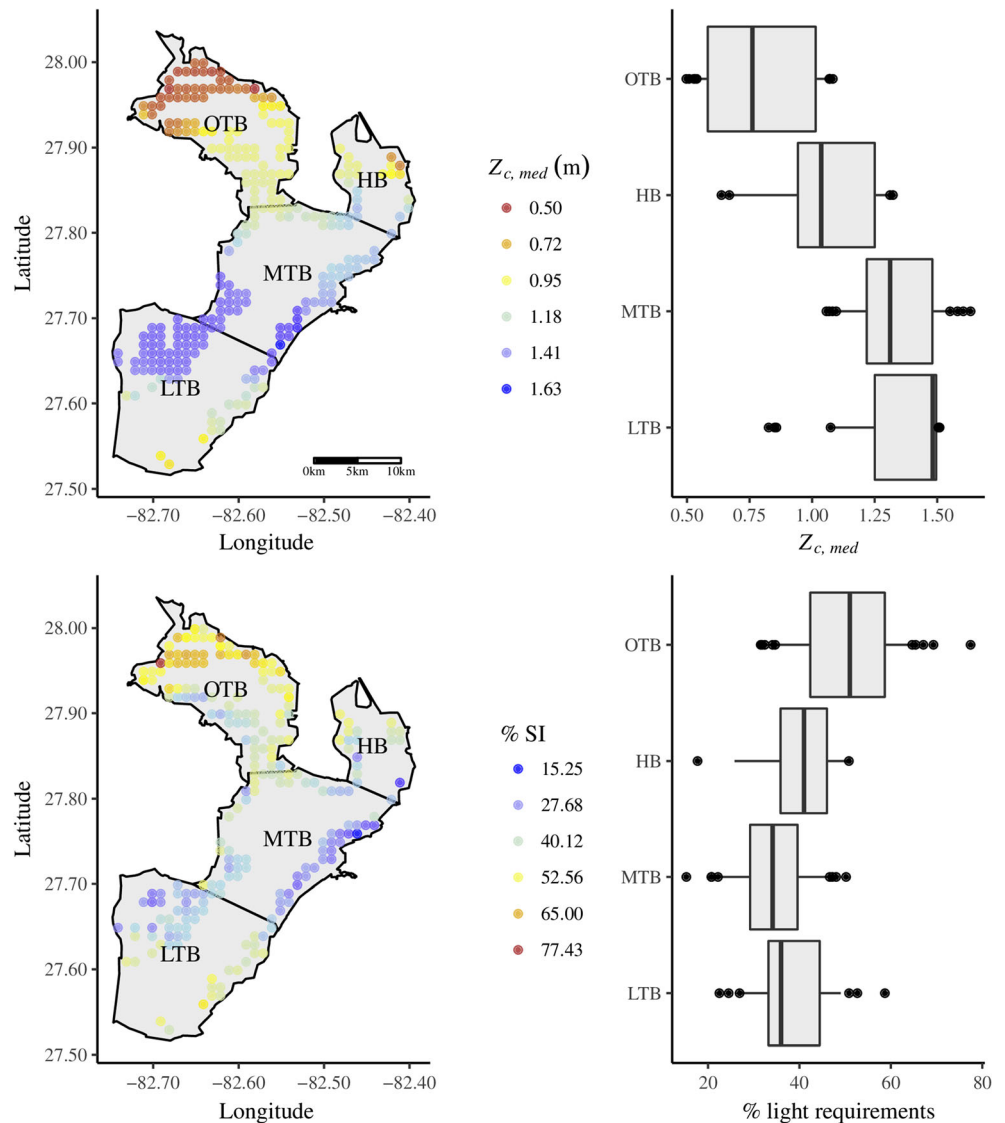 28.00
27.90
27.80
27.70
27.60
27.50
Latitude
OTB
HB
MTB
LTB
0km 5km 10km
−82.70 −82.60 −82.50 −82.40
Longitude
Zc, med (m)
0.50
0.72
0.95
1.18
1.41
1.63
OTB
HB
MTB
LTB
0.50 0.75 1.00 1.25 1.50
Zc, med
28.00
27.90
27.80
27.70
27.60
27.50
Latitude
OTB
HB
MTB
LTB
−82.70 −82.60 −82.50 −82.40
Longitude
% SI
15.25
27.68
40.12
52.56
65.00
77.43
OTB
HB
MTB
LTB
20 40 60 80
% light requirements